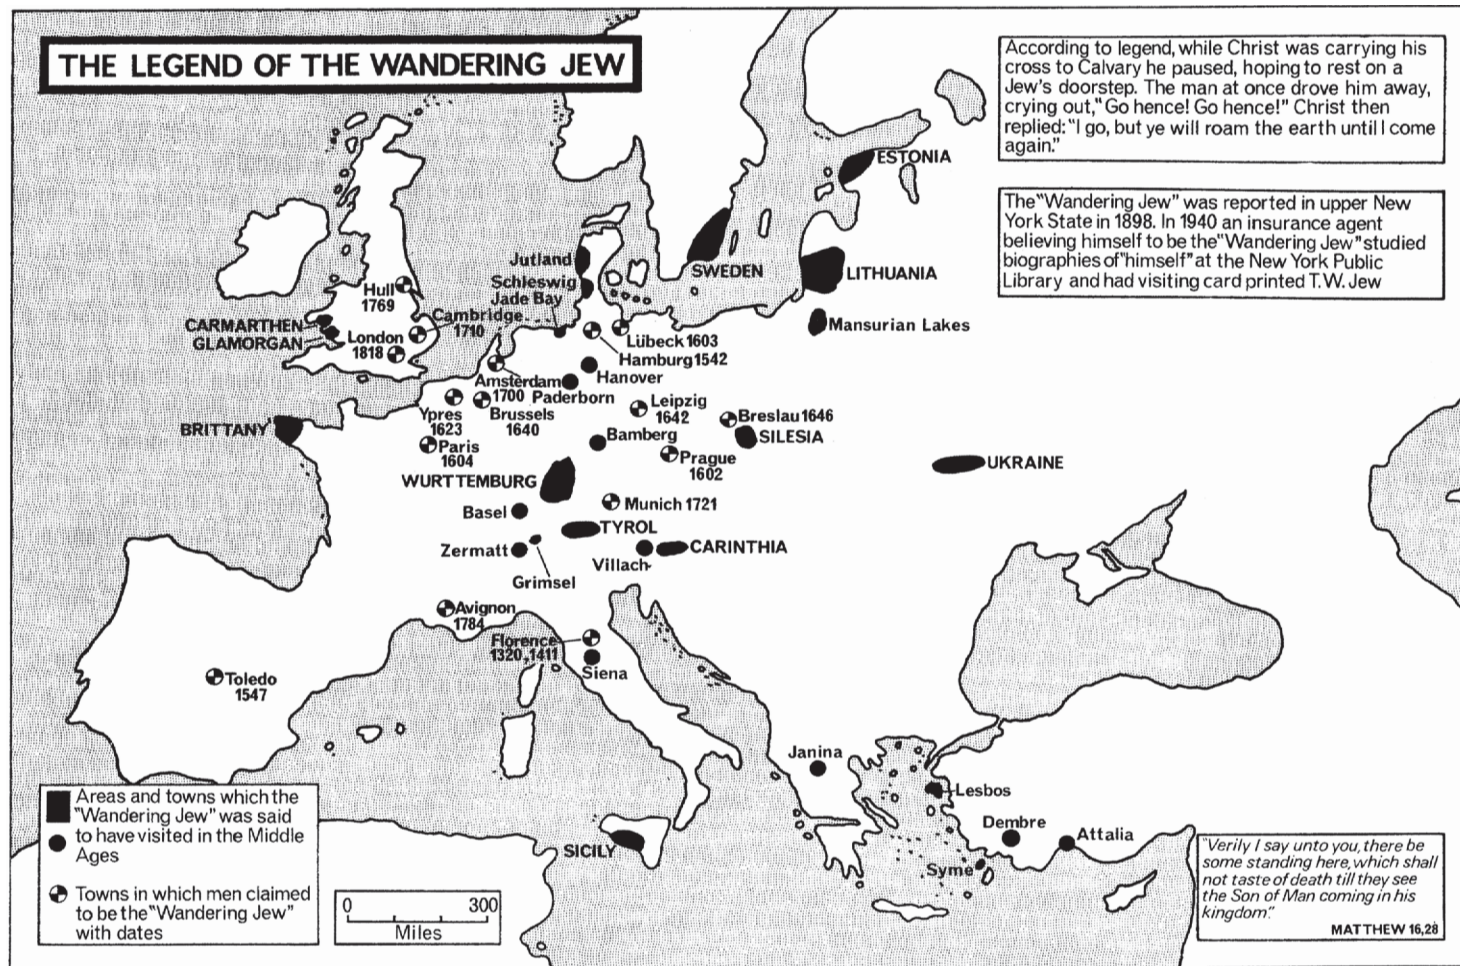 THE LEGEND OF THE WANDERING JEW
According to legend, while Christ was carrying his
cross to Calvary he paused, hoping to rest on a
Jew's doorstep. The man at once drove him away,
crying out, "Go hence! Go hence!" Christ then
replied: "I go, but ye will roam the earth until I come
again."
The "Wandering Jew" was reported in upper New
York State in 1898. In 1940 an insurance agent
believing himself to be the "Wandering Jew" studied
biographies of "himself" at the New York Public
Library and had visiting card printed T.W. Jew
ESTONIA
SWEDEN
LITHUANIA
Mansurian Lakes
Jutland
Schleswig
Jade Bay
Hull
1769
Cambridge
1710
CARMARTHEN
GLAMORGAN
London
1818
Lübeck 1603
Hamburg 1542
Hanover
Amsterdam
1700
Paderborn
Ypres
1623
Brussels
1640
Leipzig
1642
Breslau 1646
SILESIA
BRITTANY
Paris
1604
Bamberg
Prague
1602
UKRAINE
WURTTEMBURG
Munich 1721
Basel
TYROL
Zermatt
CARINTHIA
Villach
Grimsel
Avignon
1784
Florence
1320, 1411
Siena
Toledo
1547
Janina
Lesbos
Dembre
Attalia
Syme
SICILY
Areas and towns which the
"Wandering Jew" was said
to have visited in the Middle
Ages
Towns in which men claimed
to be the "Wandering Jew"
with dates
0 300
Miles
"Verily I say unto you, there be
some standing here, which shall
not taste of death till they see
the Son of Man coming in his
kingdom."
MATTHEW 16,28